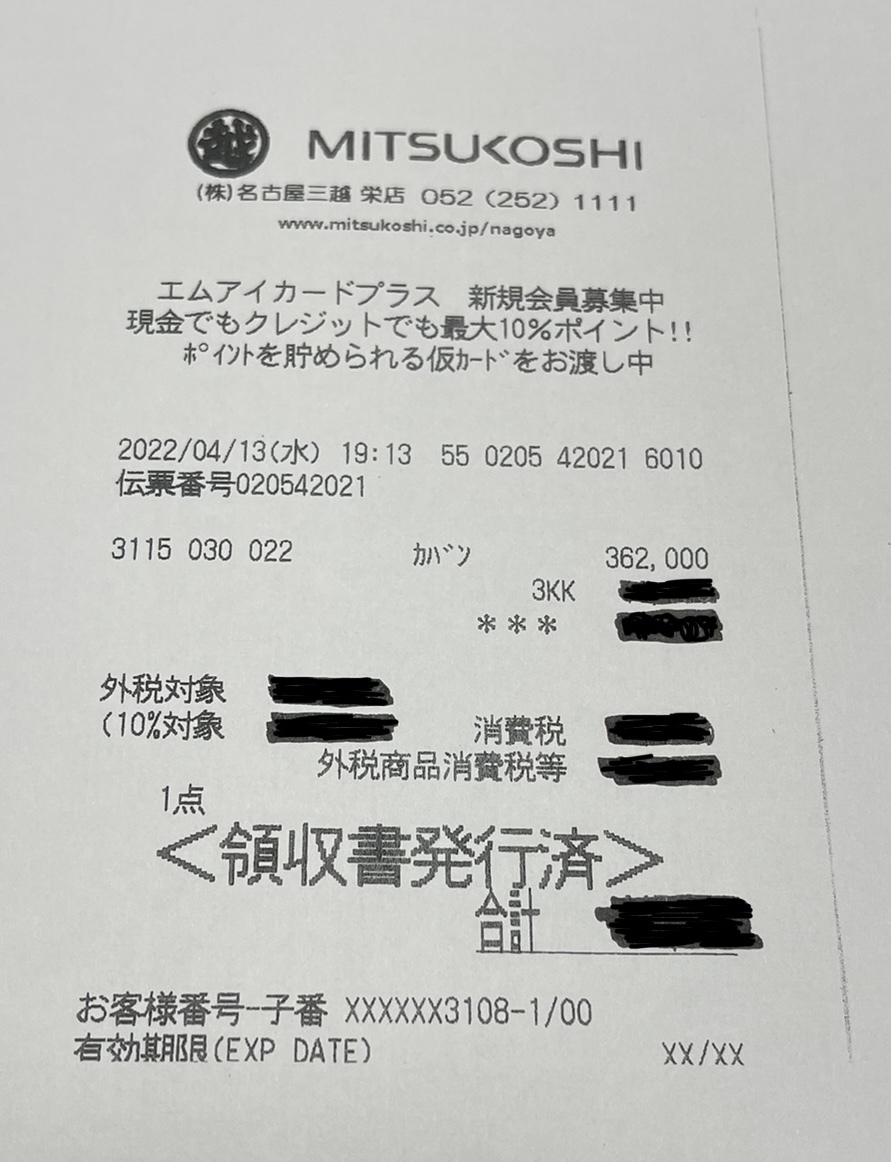 越 MITSUKOSHI
(株)名古屋三越 栄店 052 (252) 1111
www.mitsukoshi.co.jp/nagoya
エムアイカードプラス 新規会員募集中
現金でもクレジットでも最大10%ポイント!!
ﾎﾟｲﾝﾄを貯められる仮ｶｰﾄﾞをお渡し中
2022/04/13(水) 19:13 55 0205 42021 6010
伝票番号020542021
3115 030 022 ｶﾊﾞﾝ 362,000
3KK
***
外税対象
(10%対象 消費税
外税商品消費税等
1点
<領収書発行済>
合計
お客様番号-子番 XXXXXX3108-1/00
有効期限(EXP DATE) XX/XX